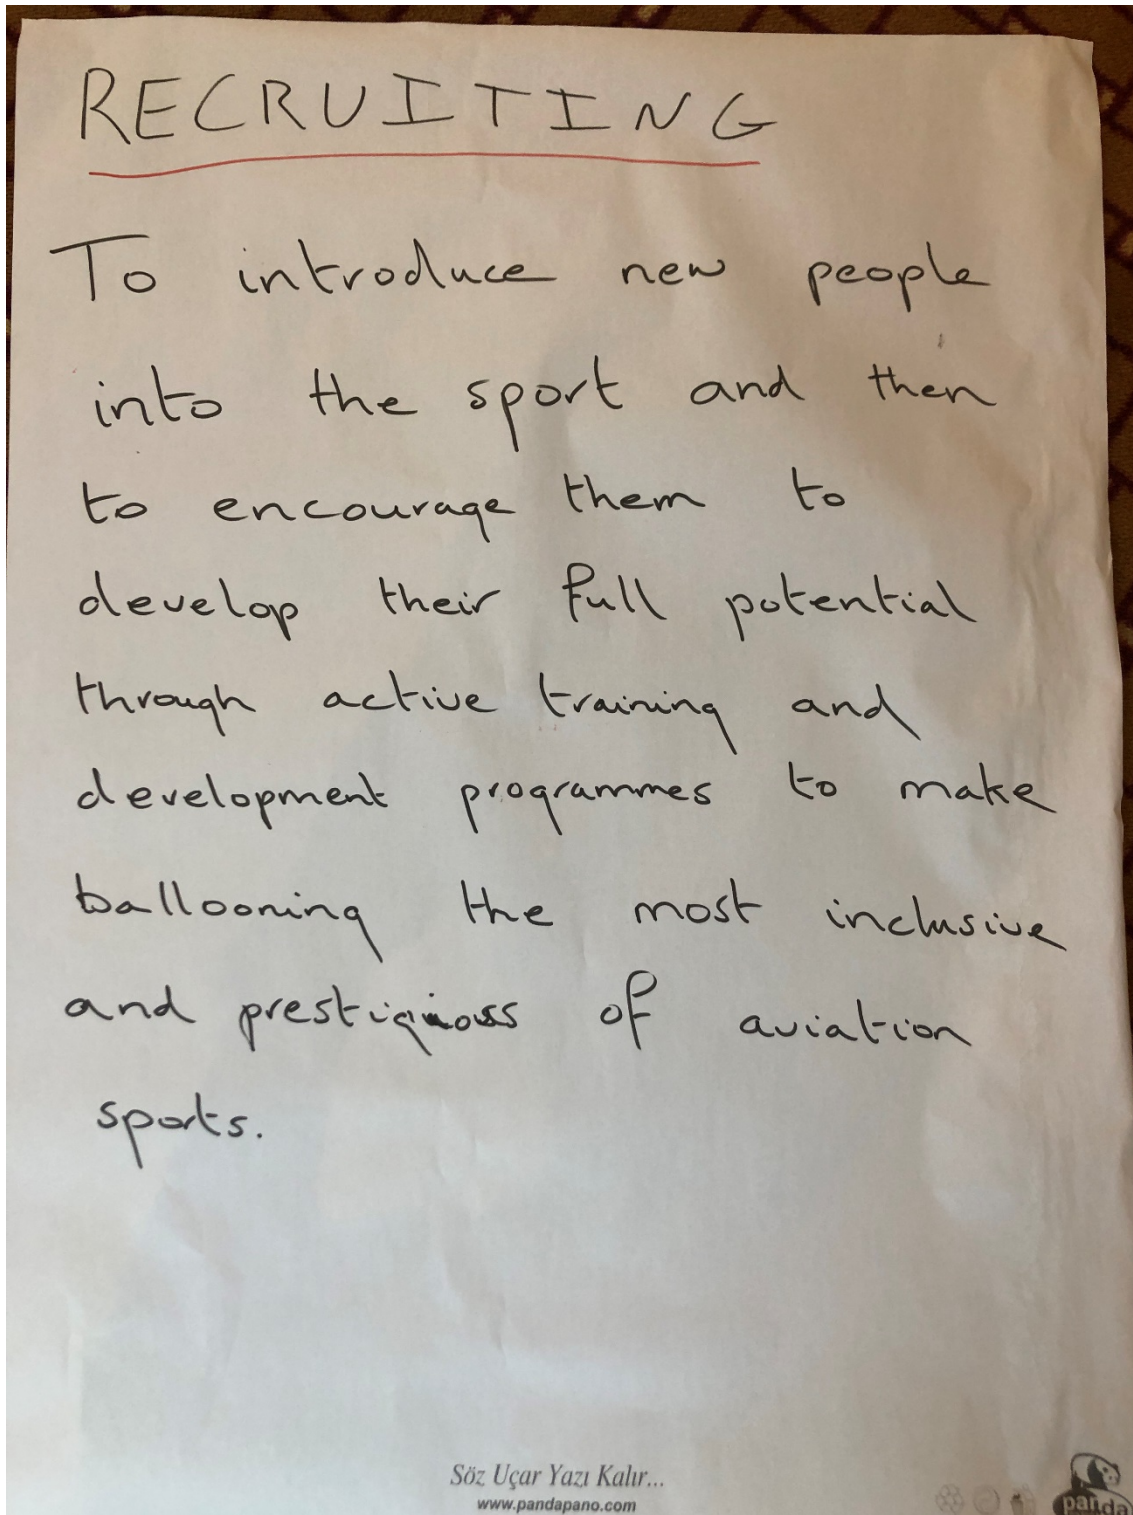 RECRUITING
To introduce new people
into the sport and then
to encourage them to
develop their full potential
through active training and
development programmes to make
ballooning the most inclusive
and prestigious of aviation
sports.
Söz Uçar Yazı Kalır...
www.pandapano.com
panda